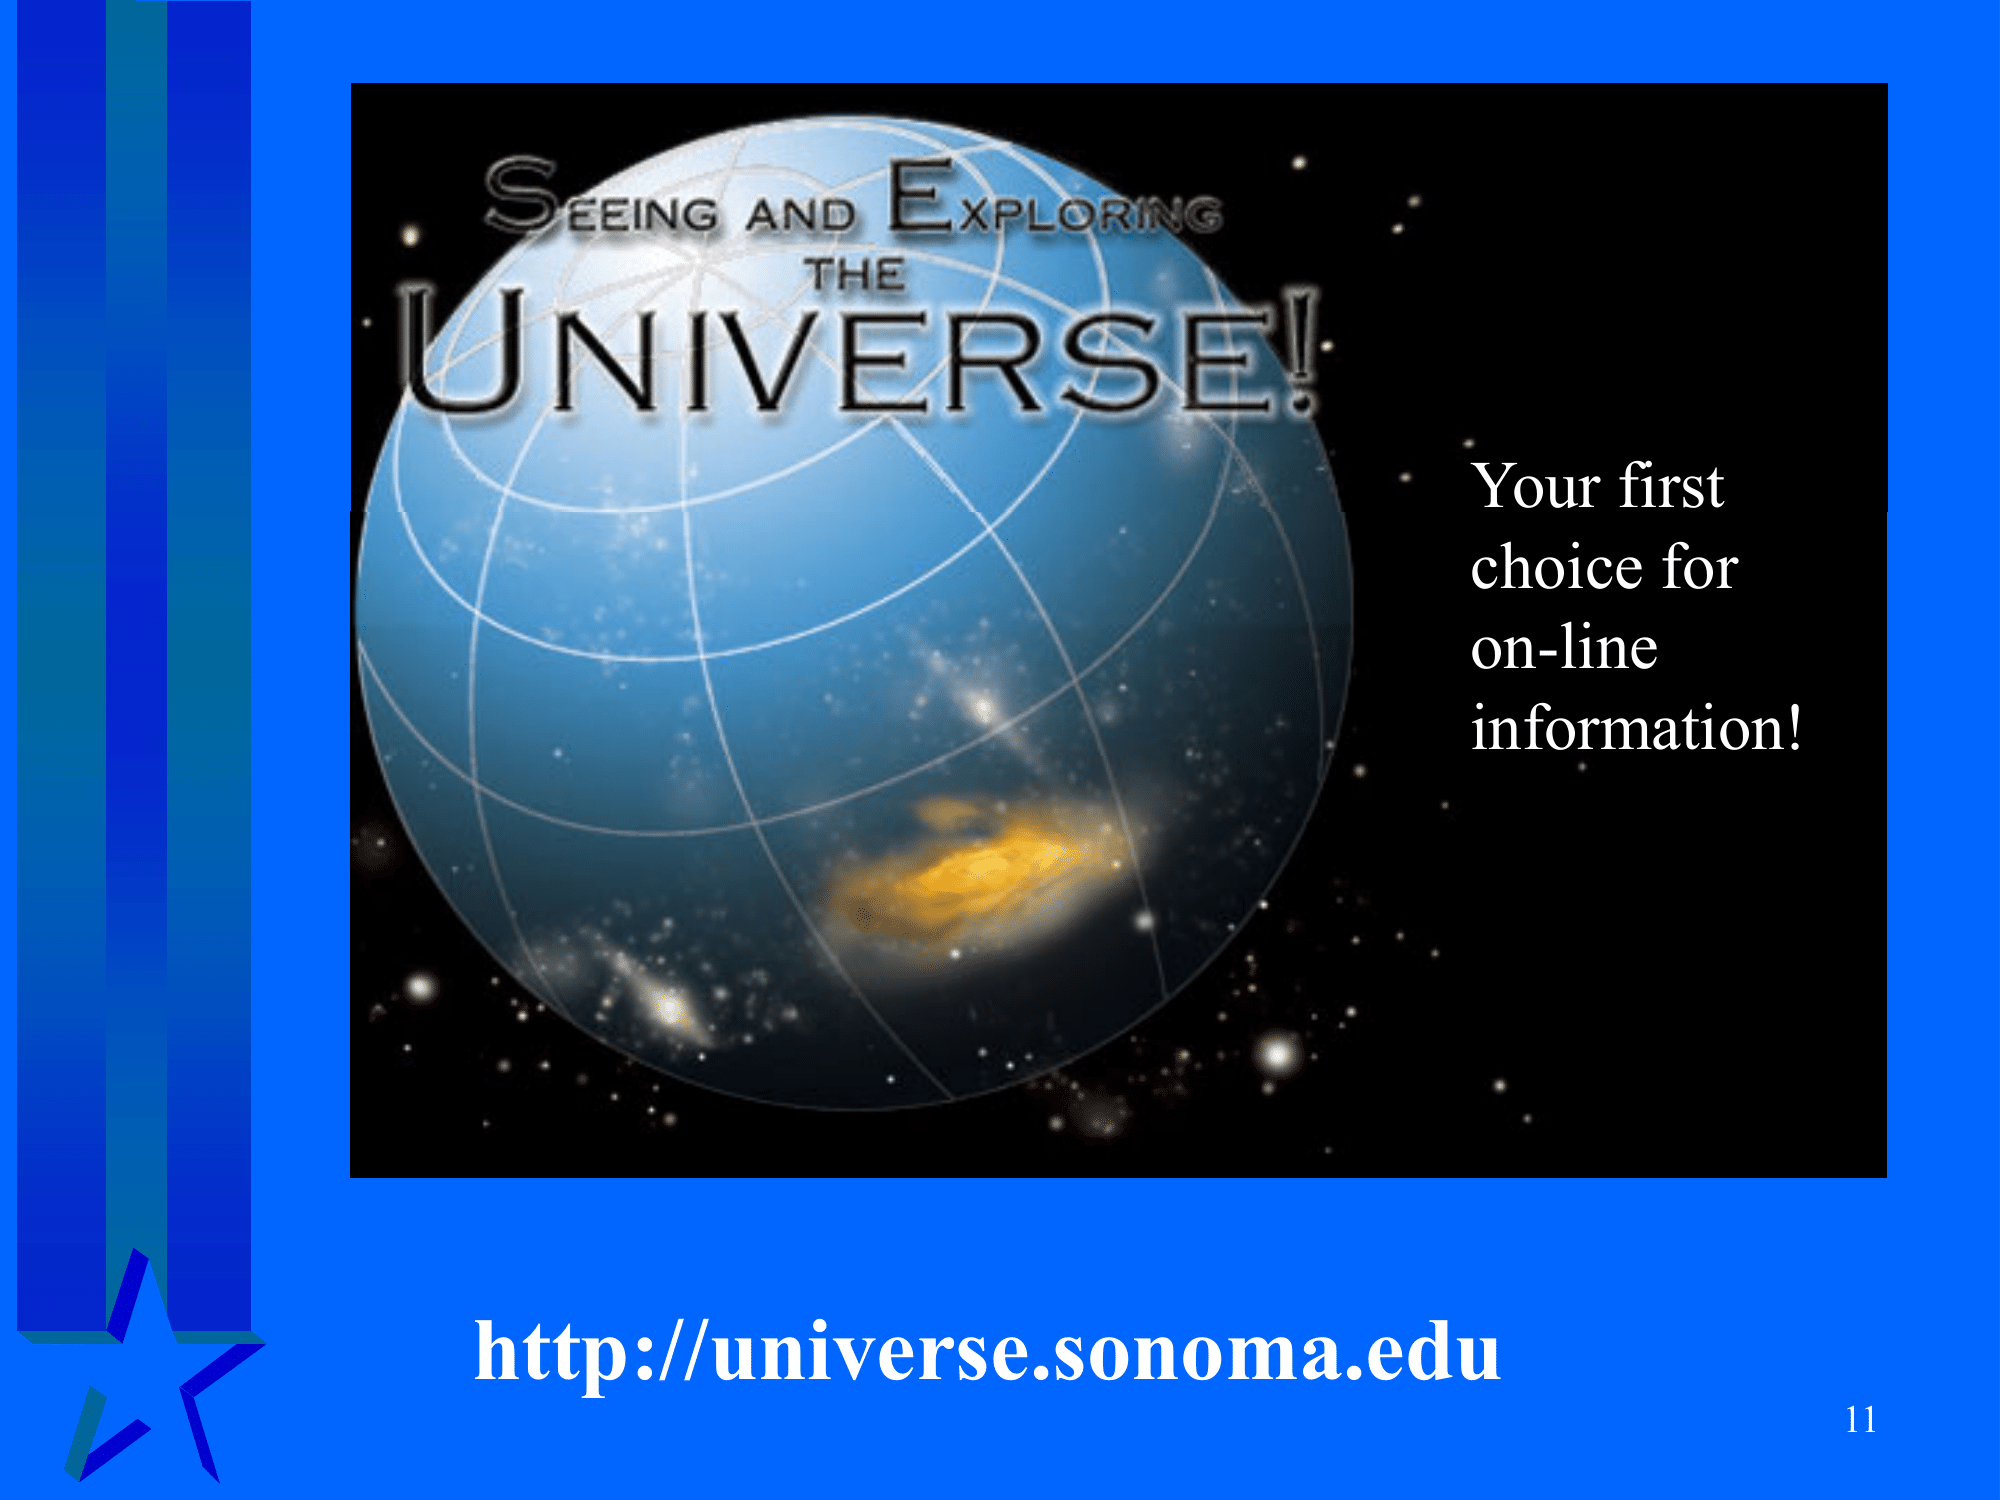 SEEING AND EXPLORING
THE
UNIVERSE!
Your first
choice for
on-line
information!
http://universe.sonoma.edu
11